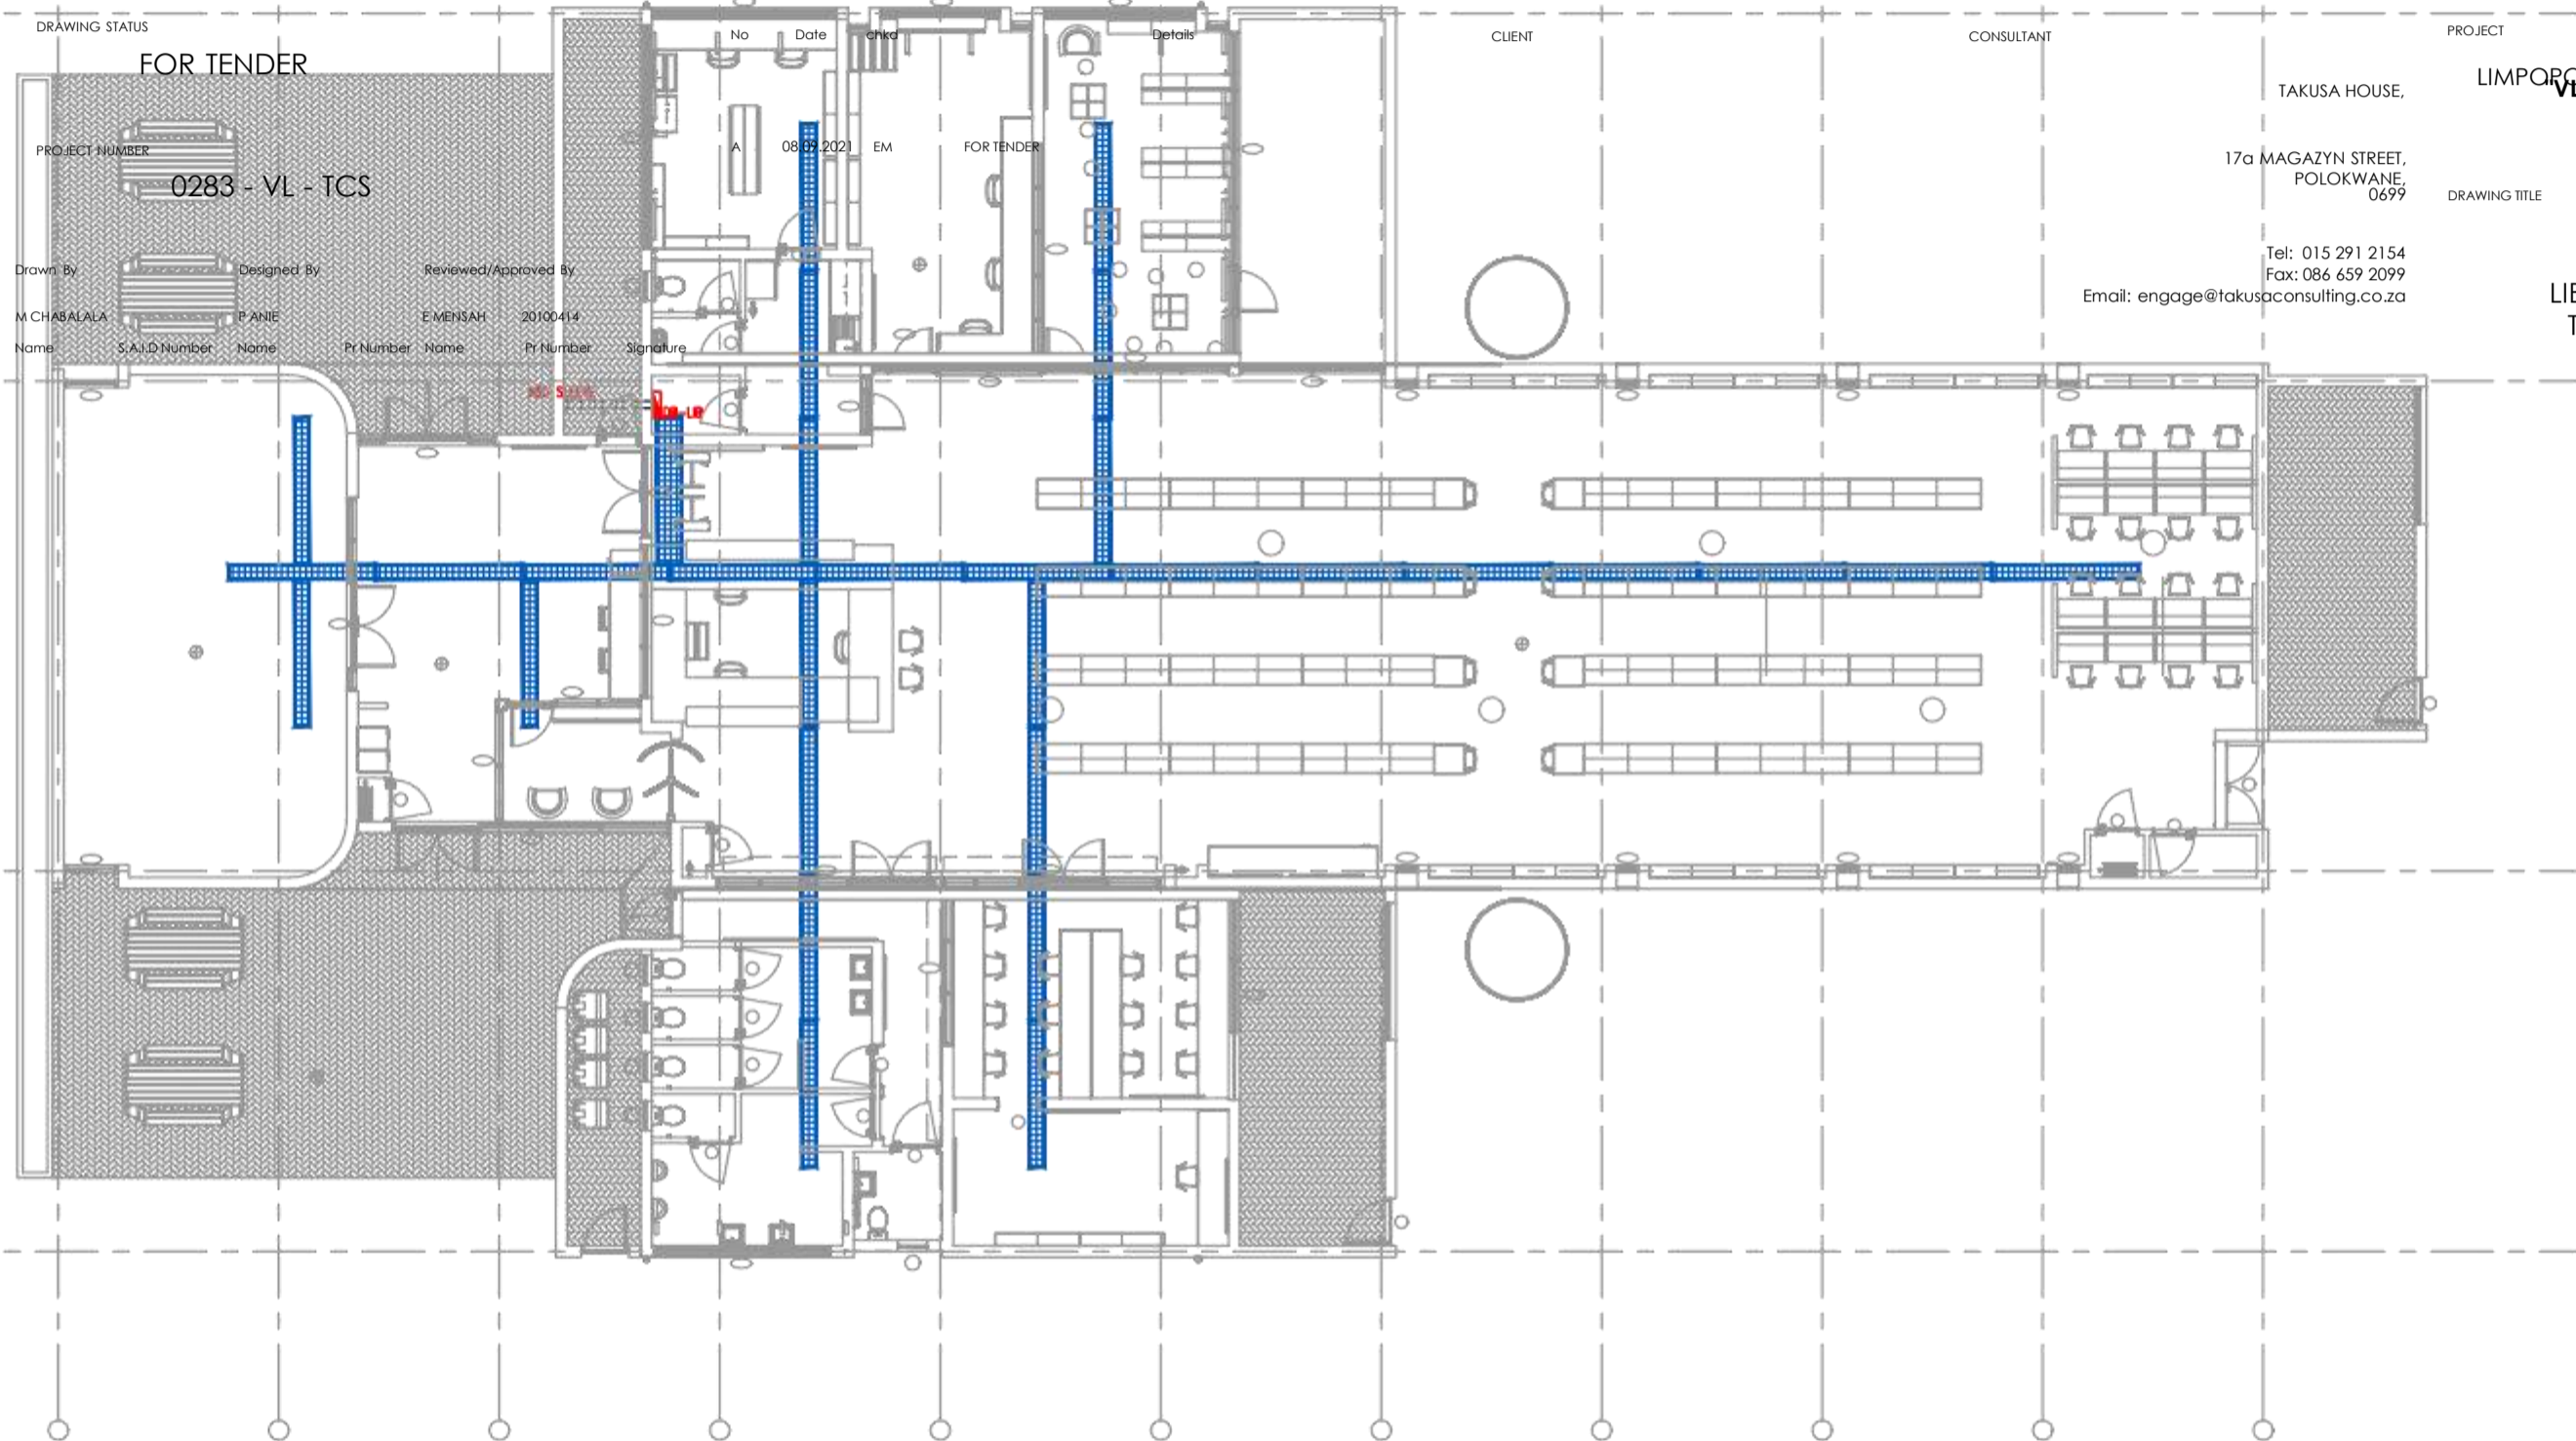 DRAWING STATUS
FOR TENDER
PROJECT NUMBER
0283 - VL - TCS
Drawn By
Designed By
Reviewed/Approved By
M CHABALALA
P ANIE
E MENSAH
20100414
Name
S.A.I.D Number
Name
Pr Number
Name
Pr Number
Signature
No
Date
chkd
Details
A
08.09.2021
EM
FOR TENDER
CLIENT
CONSULTANT
TAKUSA HOUSE,
17a MAGAZYN STREET,
POLOKWANE,
0699
Tel: 015 291 2154
Fax: 086 659 2099
Email: engage@takusaconsulting.co.za
PROJECT
DRAWING TITLE